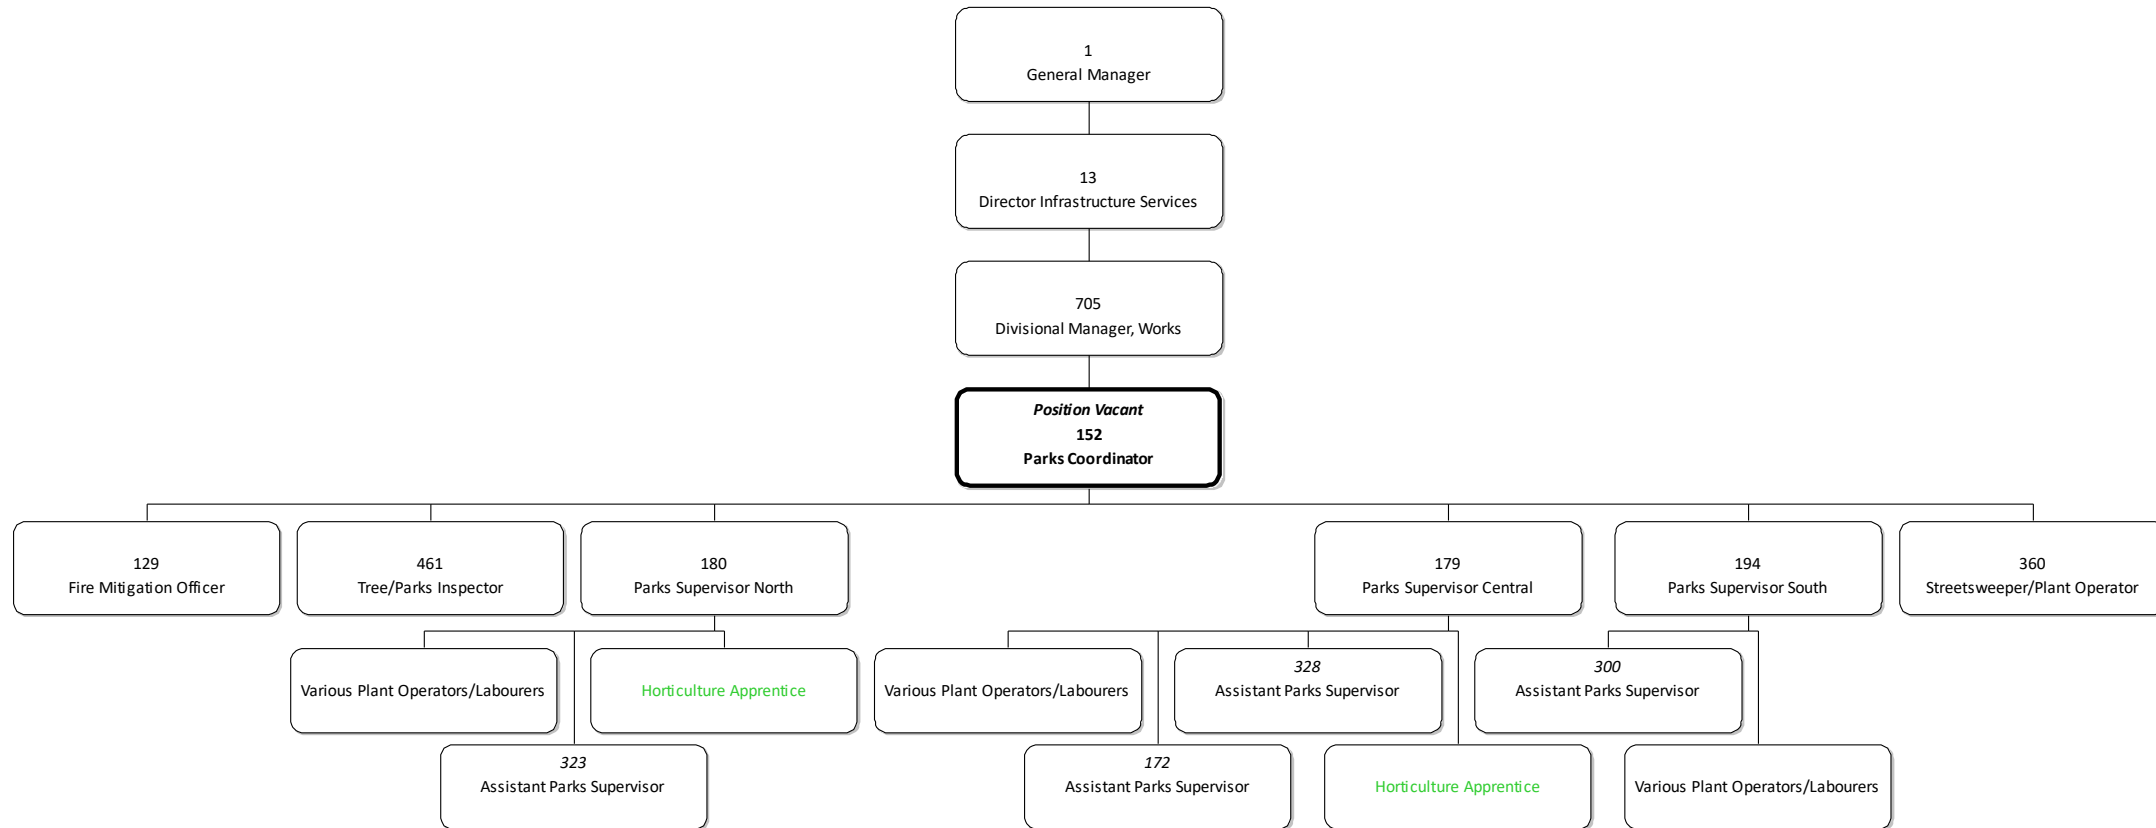 1
General Manager
13
Director Infrastructure Services
705
Divisional Manager, Works
Position Vacant
152
Parks Coordinator
129
Fire Mitigation Officer
461
Tree/Parks Inspector
180
Parks Supervisor North
179
Parks Supervisor Central
194
Parks Supervisor South
360
Streetsweeper/Plant Operator
Various Plant Operators/Labourers
Horticulture Apprentice
Various Plant Operators/Labourers
328
Assistant Parks Supervisor
300
Assistant Parks Supervisor
323
Assistant Parks Supervisor
172
Assistant Parks Supervisor
Horticulture Apprentice
Various Plant Operators/Labourers